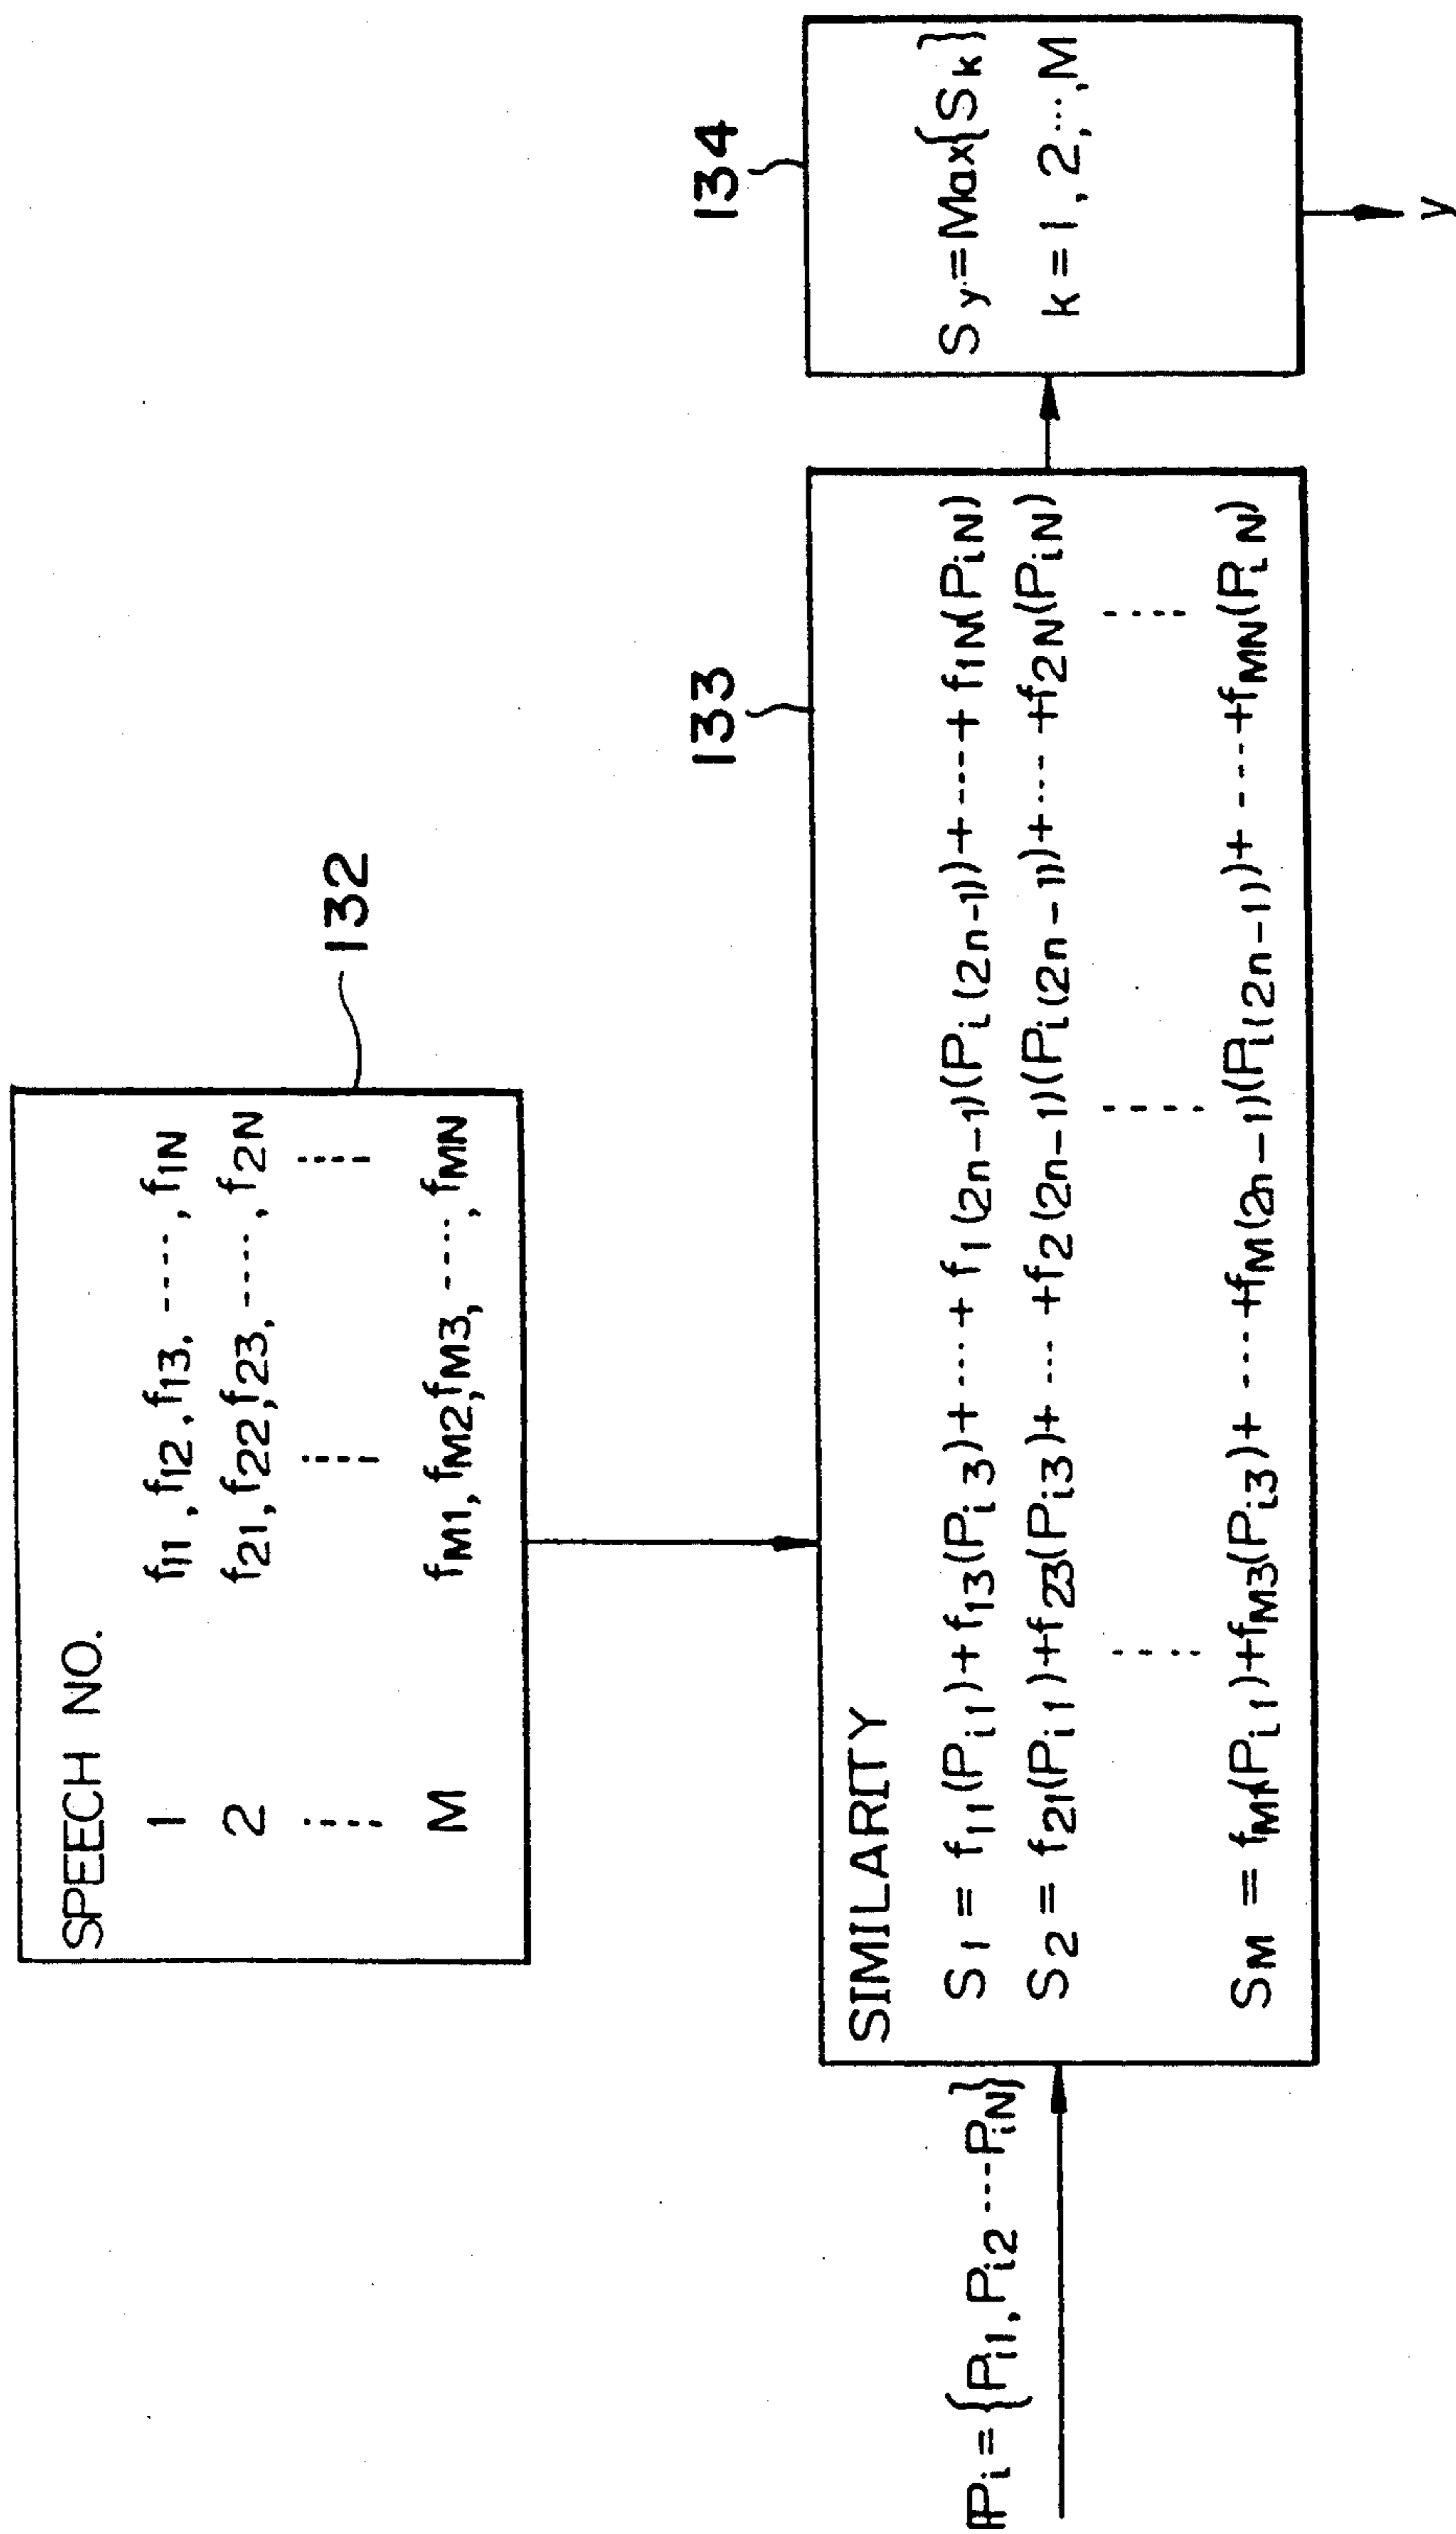 SPEECH NO.
1 f11, f12, f13, ----, f1N
2 f21, f22, f23, ----, f2N
M fM1, fM2, fM3, ----, fMN
132
133
134
ℙi = {Pi1, Pi2 ---PiN}
SIMILARITY
S1 = f11(Pi1)+f13(Pi3)+----+f1(2n-1)(Pi(2n-1))+----+f1N(PiN)
S2 = f21(Pi1)+f23(Pi3)+--- +f2(2n-1)(Pi(2n-1))+--- +f2N(PiN)
SM = fM1(Pi1)+fM3(Pi3)+ ----+fM(2n-1)(Pi(2n-1))+ ----+fMN(PiN)
Sy=Max{Sk}
k = 1, 2,···,M
y